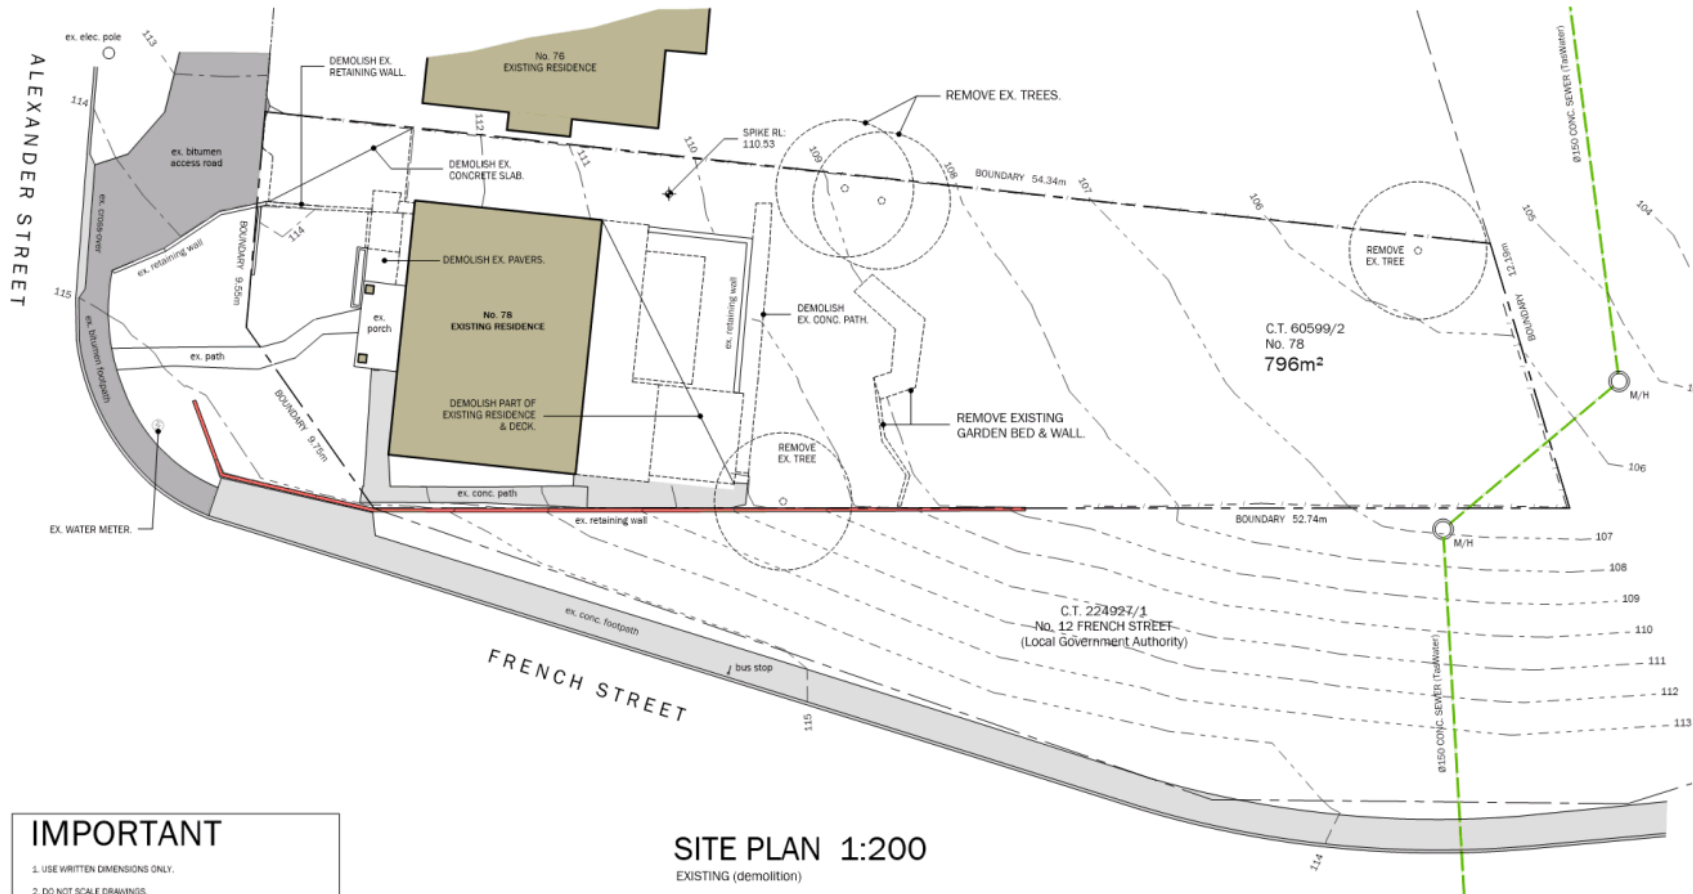 ex. elec. pole
113
114
115
ALEXANDER STREET
ex. bitumen
access road
ex. cross over
ex. retaining wall
ex. bitumen footpath
ex. path
EX. WATER METER.
DEMOLISH EX.
RETAINING WALL.
No. 76
EXISTING RESIDENCE
112
111
110
109
108
107
106
105
104
DEMOLISH EX.
CONCRETE SLAB.
SPIKE RL:
110.53
REMOVE EX. TREES.
BOUNDARY 54.34m
114
BOUNDARY 9.55m
DEMOLISH EX. PAVERS.
ex.
porch
No. 78
EXISTING RESIDENCE
ex. retaining wall
DEMOLISH
EX. CONC. PATH.
REMOVE
EX. TREE
BOUNDARY 12.19m
C.T. 60599/2
No. 78
796m²
BOUNDARY 9.75m
DEMOLISH PART OF
EXISTING RESIDENCE
& DECK.
REMOVE
EX. TREE
REMOVE EXISTING
GARDEN BED & WALL.
Ø150 CONC. SEWER (TasWater)
M/H
106
ex. conc. path
ex. retaining wall
BOUNDARY 52.74m
M/H
107
108
109
110
111
112
113
C.T. 224927/1
No. 12 FRENCH STREET
(Local Government Authority)
Ø150 CONC. SEWER (TasWater)
ex. conc. footpath
bus stop
FRENCH STREET
115
114
IMPORTANT
1. USE WRITTEN DIMENSIONS ONLY.
2. DO NOT SCALE DRAWINGS.
SITE PLAN 1:200
EXISTING (demolition)